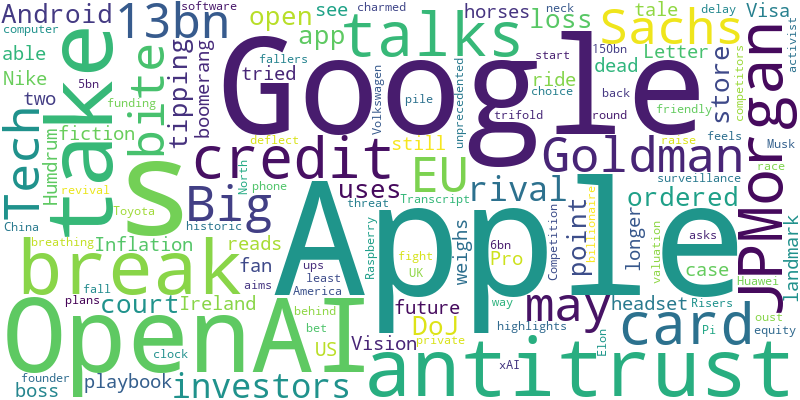 Android 13bn open see horses tale Visa software delay activist
able app loss neck dead Letter charmed
Nike tipping boomerang tried fallers ride 150bn store competitors
computer 5bn talks Sachs start JPMorgan
two Google Volkswagen choice back
funding fiction bite take Tech pile unprecedented trifold round friendly
Humdrum deflect still raise feels Musk
credit EU Goldman race
North phone uses rival surveillance
revival S Big threat Transcript ordered
China Toyota historic Apple Raspberry weighs 6bn Competition point billionaire longer valuation asks landmark
breathing Inflation reads fan fight UK Pro case
fall ups aims least Huawei
break plans court Ireland America future may headset Risers
OpenAI behind bet DoJ way highlights card Pi oust equity
clock US Vision private Elon
founder boss playbook investors antitrust xAI